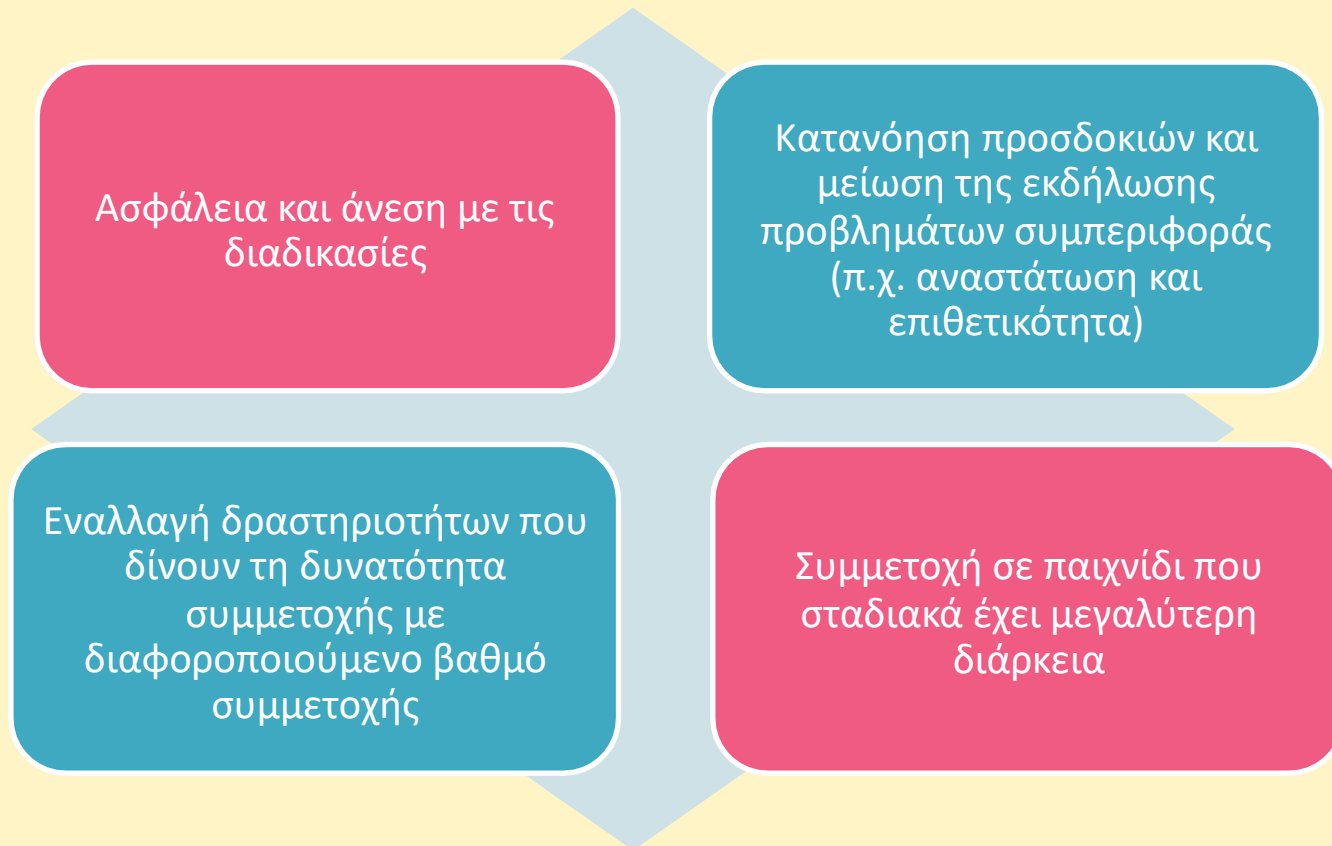 Ασφάλεια και άνεση με τις
διαδικασίες
Κατανόηση προσδοκιών και
μείωση της εκδήλωσης
προβλημάτων συμπεριφοράς
(π.χ. αναστάτωση και
επιθετικότητα)
Εναλλαγή δραστηριοτήτων που
δίνουν τη δυνατότητα
συμμετοχής με
διαφοροποιούμενο βαθμό
συμμετοχής
Συμμετοχή σε παιχνίδι που
σταδιακά έχει μεγαλύτερη
διάρκεια